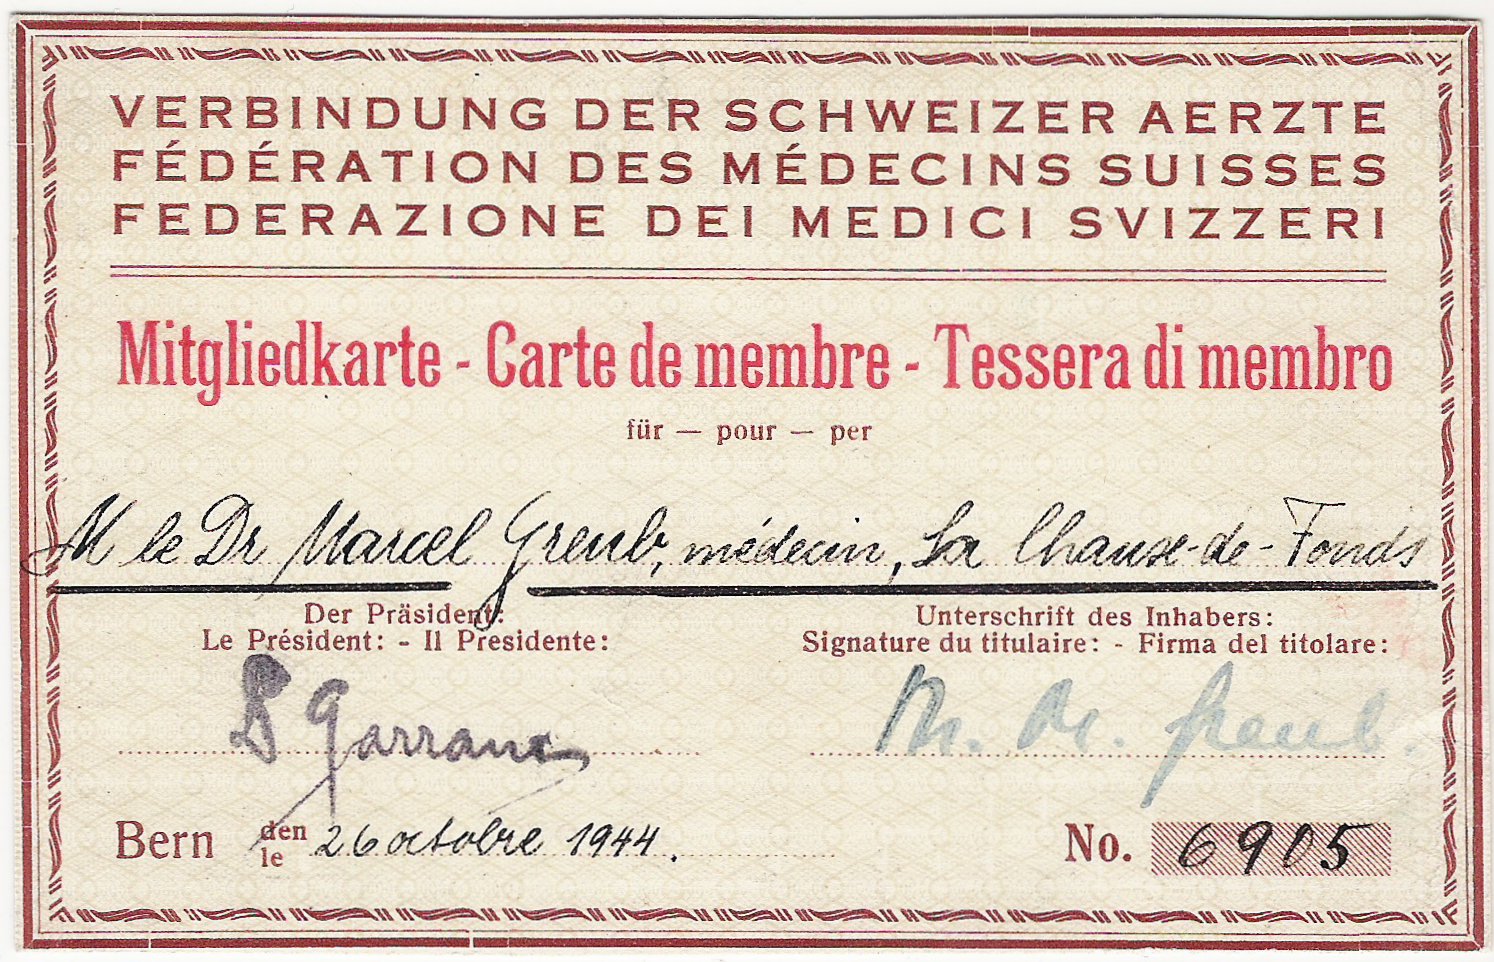 VERBINDUNG DER SCHWEIZER AERZTE
FÉDÉRATION DES MÉDECINS SUISSES
FEDERAZIONE DEI MEDICI SVIZZERI
Mitgliedkarte - Carte de membre - Tessera di membro
für — pour — per
M le Dr Marcel Greub, médecin, La Chaux-de-Fonds
Der Präsident:
Le Président: - Il Presidente:
Unterschrift des Inhabers:
Signature du titulaire: - Firma del titolare:
Dr
M. Dr. Greub.
Bern den
le 26 octobre 1944.
No. 6905